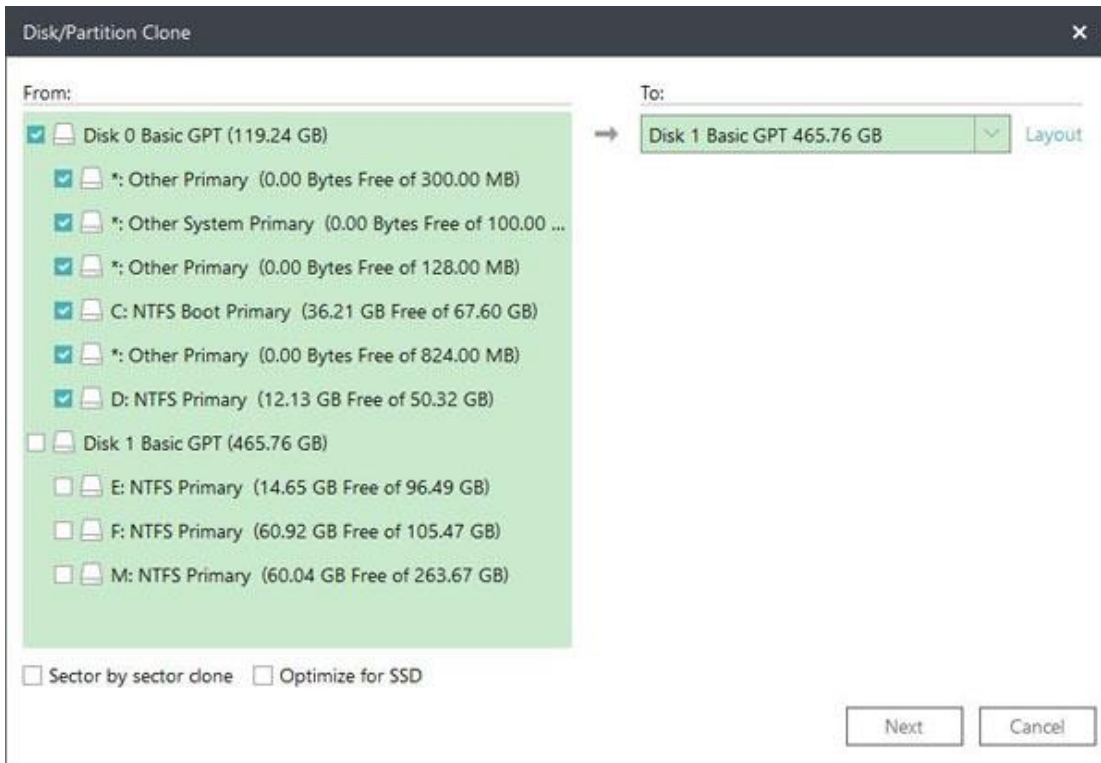 Disk/Partition Clone
From:
To:
Disk 0 Basic GPT (119.24 GB)
Disk 1 Basic GPT 465.76 GB
Layout
*: Other Primary (0.00 Bytes Free of 300.00 MB)
*: Other System Primary (0.00 Bytes Free of 100.00 ...
*: Other Primary (0.00 Bytes Free of 128.00 MB)
C: NTFS Boot Primary (36.21 GB Free of 67.60 GB)
*: Other Primary (0.00 Bytes Free of 824.00 MB)
D: NTFS Primary (12.13 GB Free of 50.32 GB)
Disk 1 Basic GPT (465.76 GB)
E: NTFS Primary (14.65 GB Free of 96.49 GB)
F: NTFS Primary (60.92 GB Free of 105.47 GB)
M: NTFS Primary (60.04 GB Free of 263.67 GB)
Sector by sector clone
Optimize for SSD
Next
Cancel